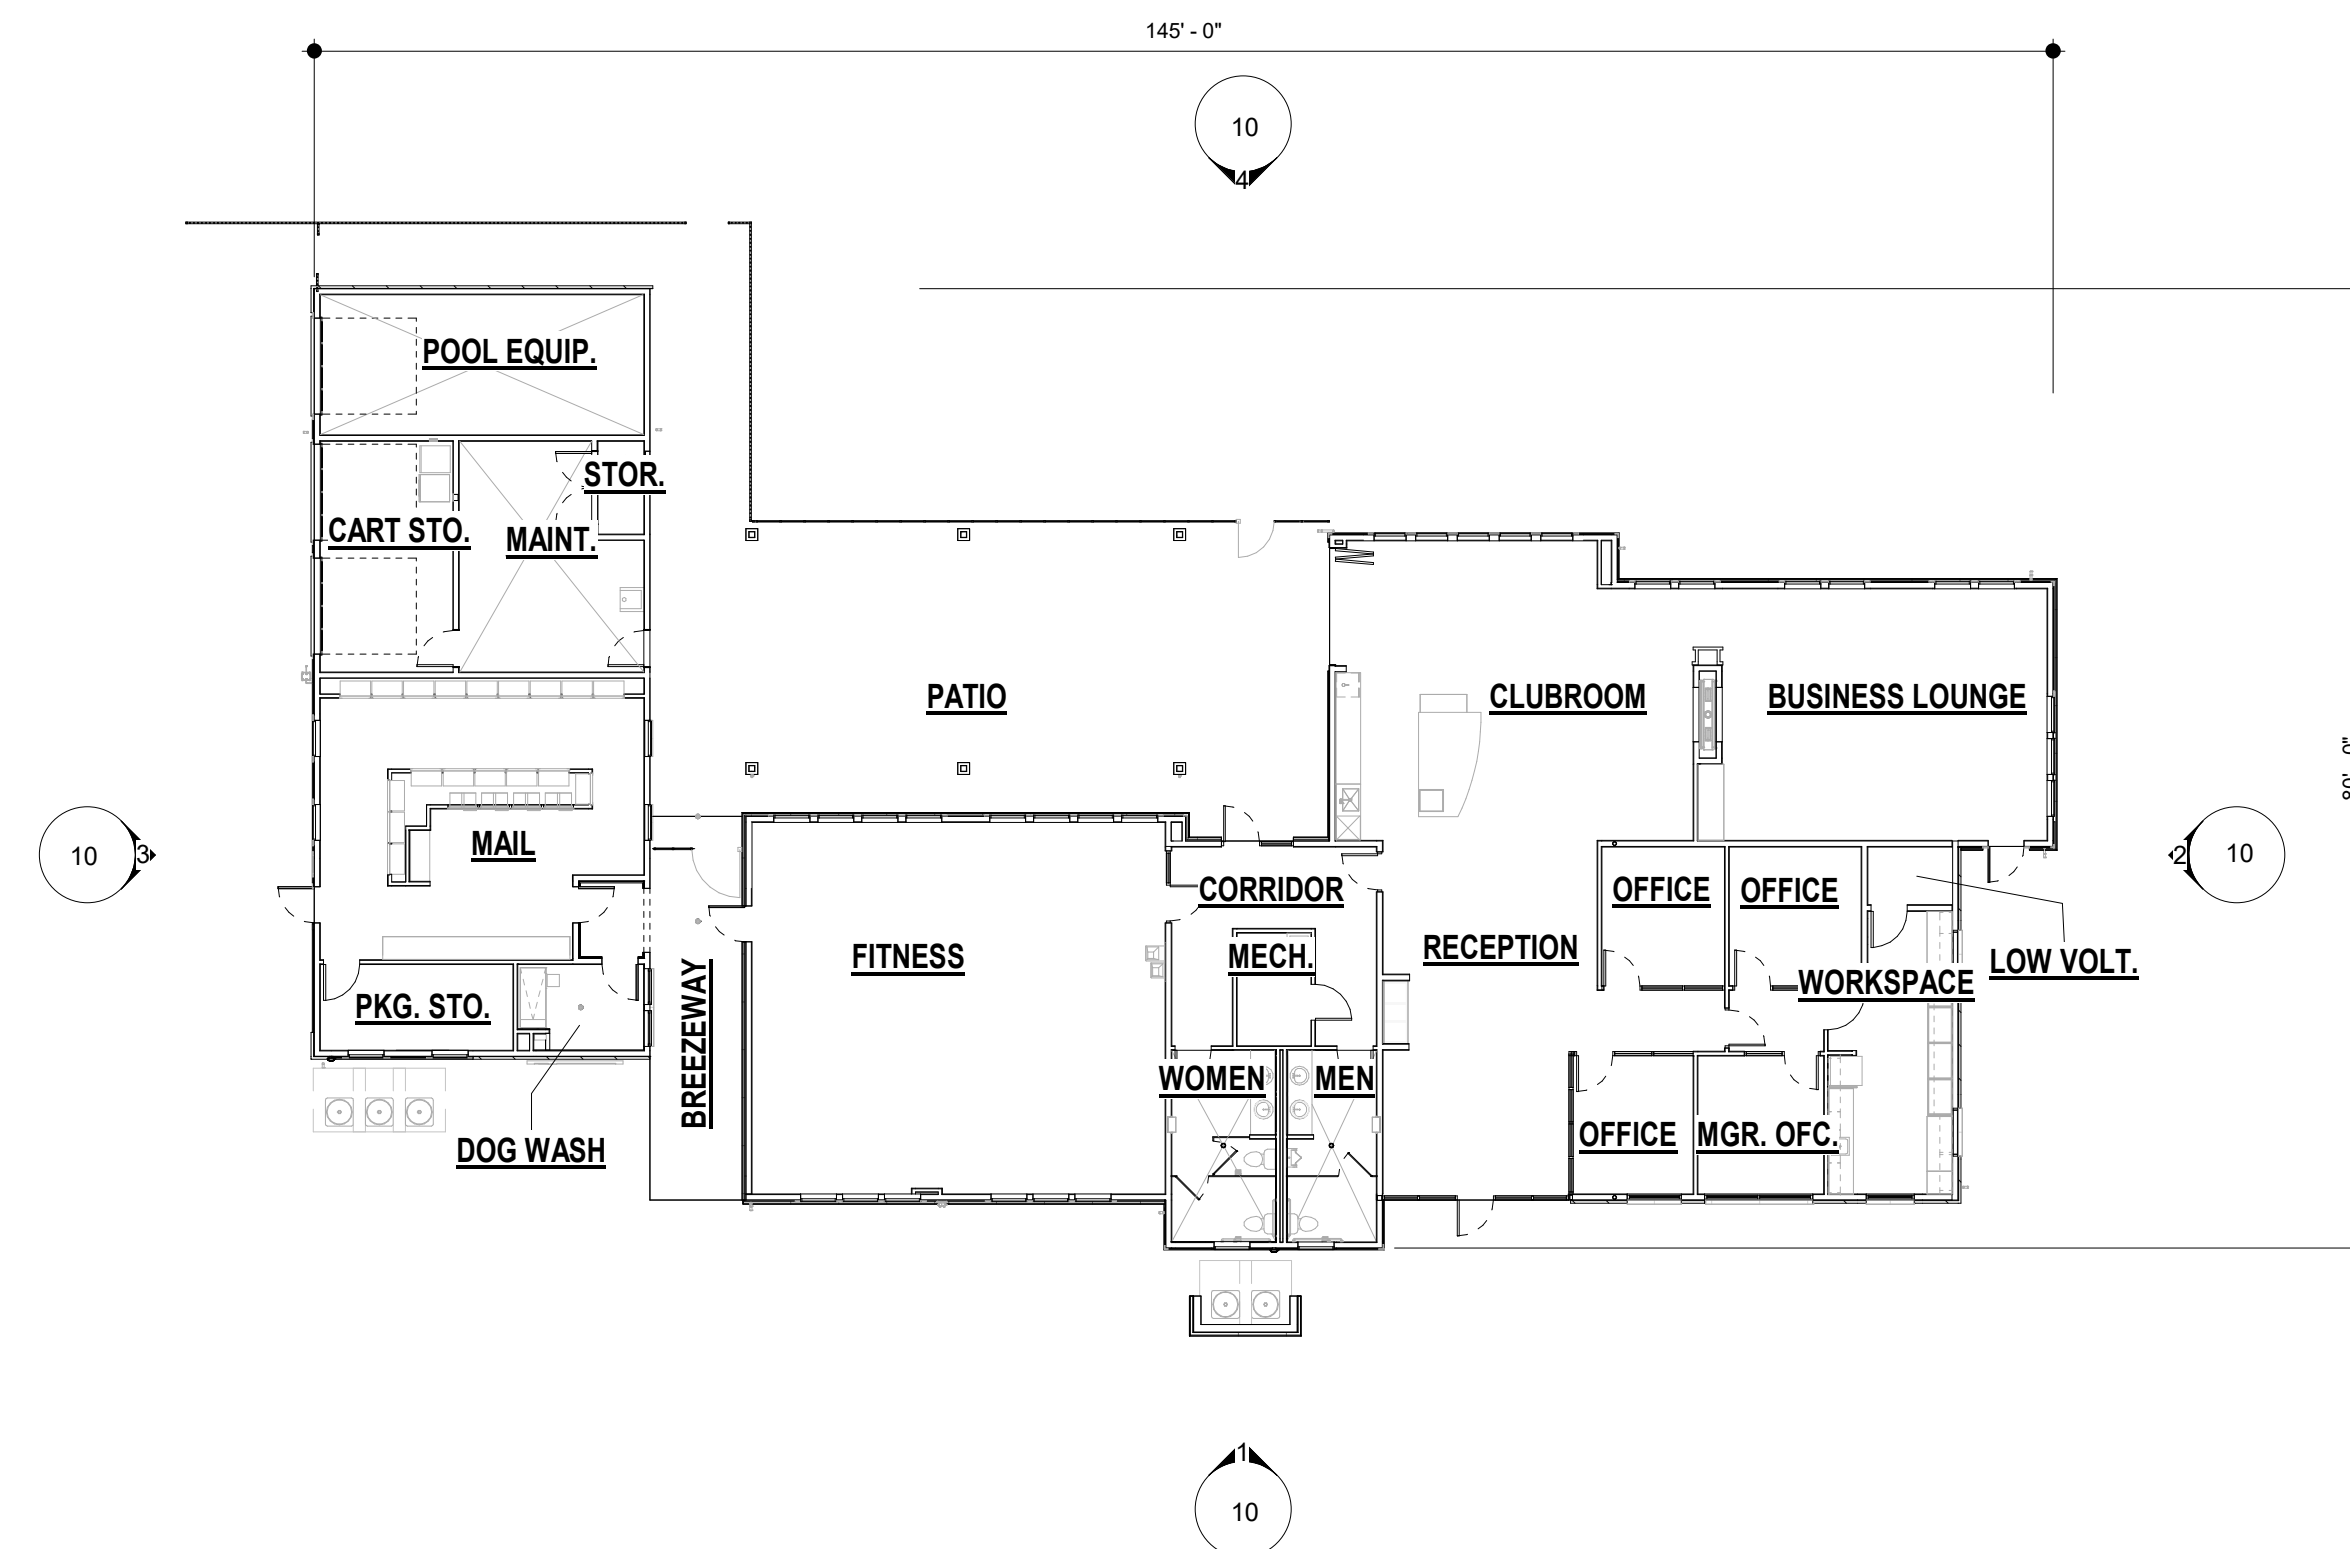 145' - 0"
10
4
POOL EQUIP.
STOR.
CART STO.
MAINT.
PATIO
CLUBROOM
BUSINESS LOUNGE
80' - 0"
10
3
MAIL
2
10
CORRIDOR
OFFICE
OFFICE
FITNESS
MECH.
RECEPTION
LOW VOLT.
WORKSPACE
PKG. STO.
BREEZEWAY
WOMEN
MEN
OFFICE
MGR. OFC.
DOG WASH
1
10